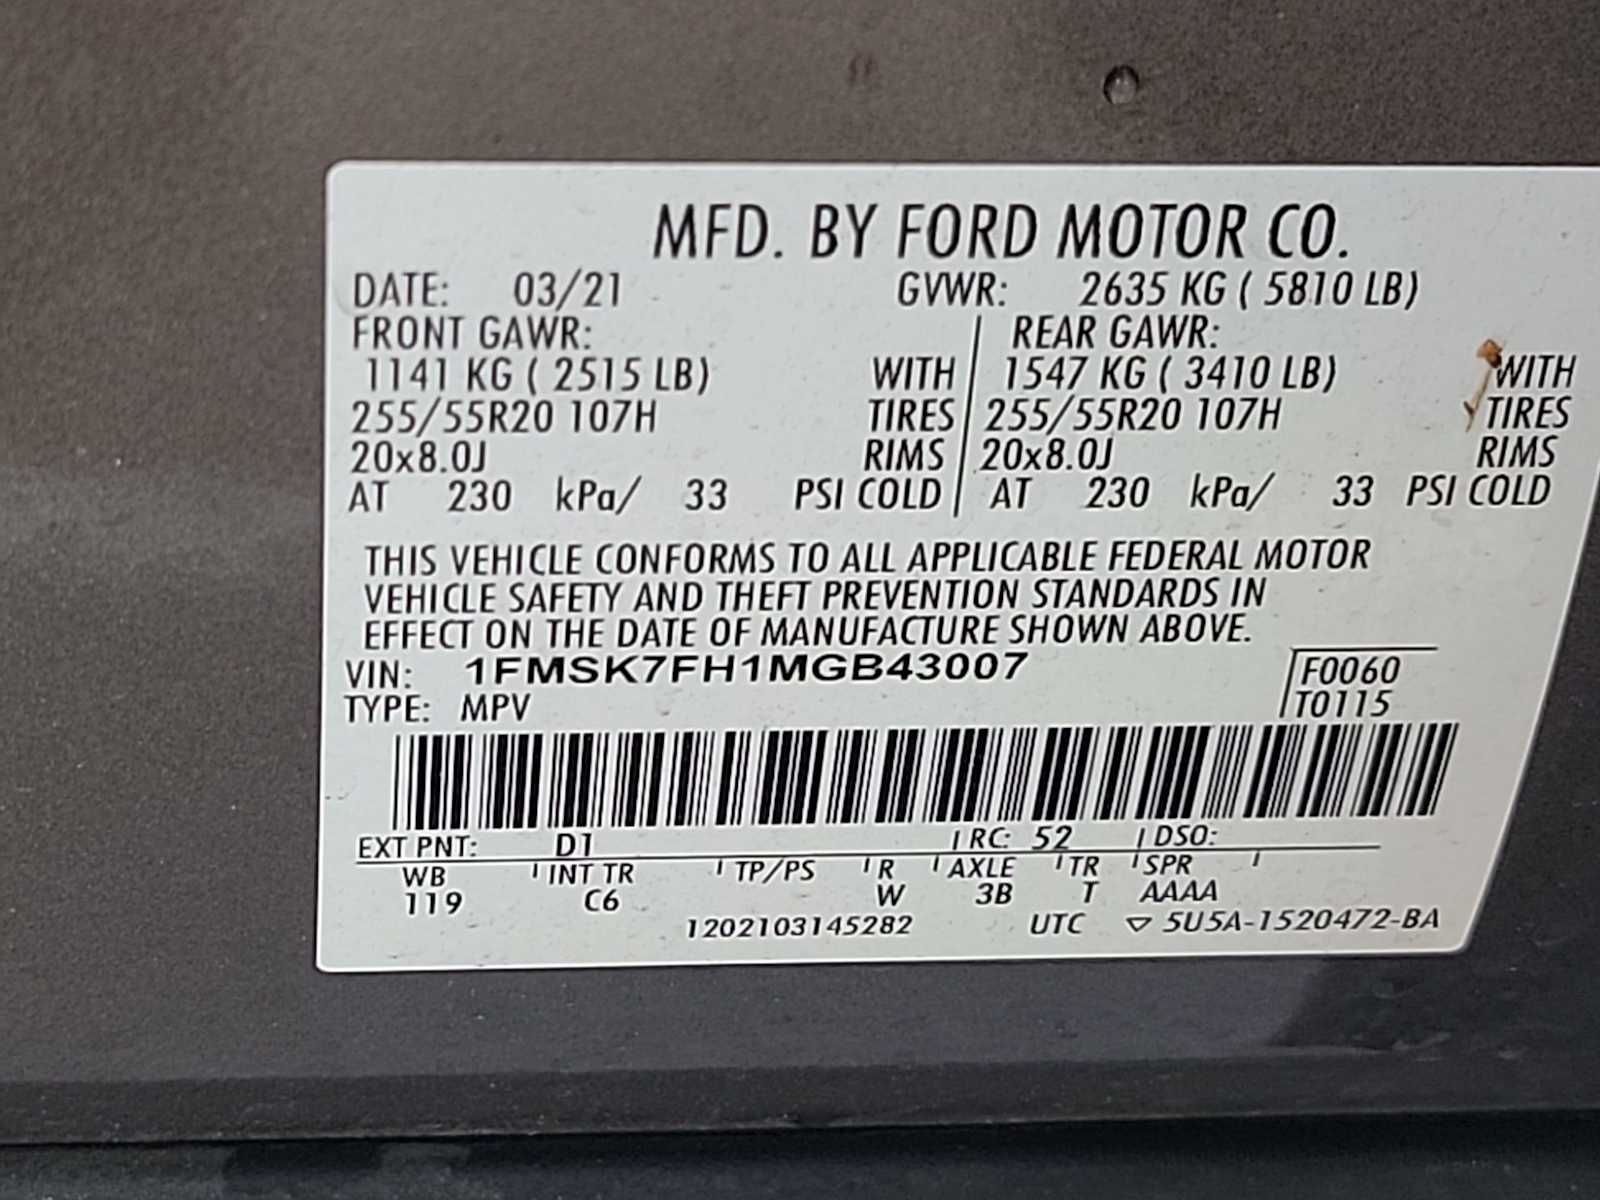 MFD. BY FORD MOTOR CO.
DATE: 03/21 GVWR: 2635 KG ( 5810 LB)
FRONT GAWR: REAR GAWR:
1141 KG ( 2515 LB) WITH 1547 KG ( 3410 LB) WITH
255/55R20 107H TIRES 255/55R20 107H TIRES
20x8.0J RIMS 20x8.0J RIMS
AT 230 kPa/ 33 PSI COLD AT 230 kPa/ 33 PSI COLD
THIS VEHICLE CONFORMS TO ALL APPLICABLE FEDERAL MOTOR
VEHICLE SAFETY AND THEFT PREVENTION STANDARDS IN
EFFECT ON THE DATE OF MANUFACTURE SHOWN ABOVE.
VIN: 1FMSK7FH1MGB43007 F0060
TYPE: MPV T0115
EXT PNT: D1 RC: 52 DSO:
WB INT TR TP/PS R AXLE TR SPR
119 C6 W 3B T AAAA
1202103145282 UTC ▽ 5U5A-1520472-BA